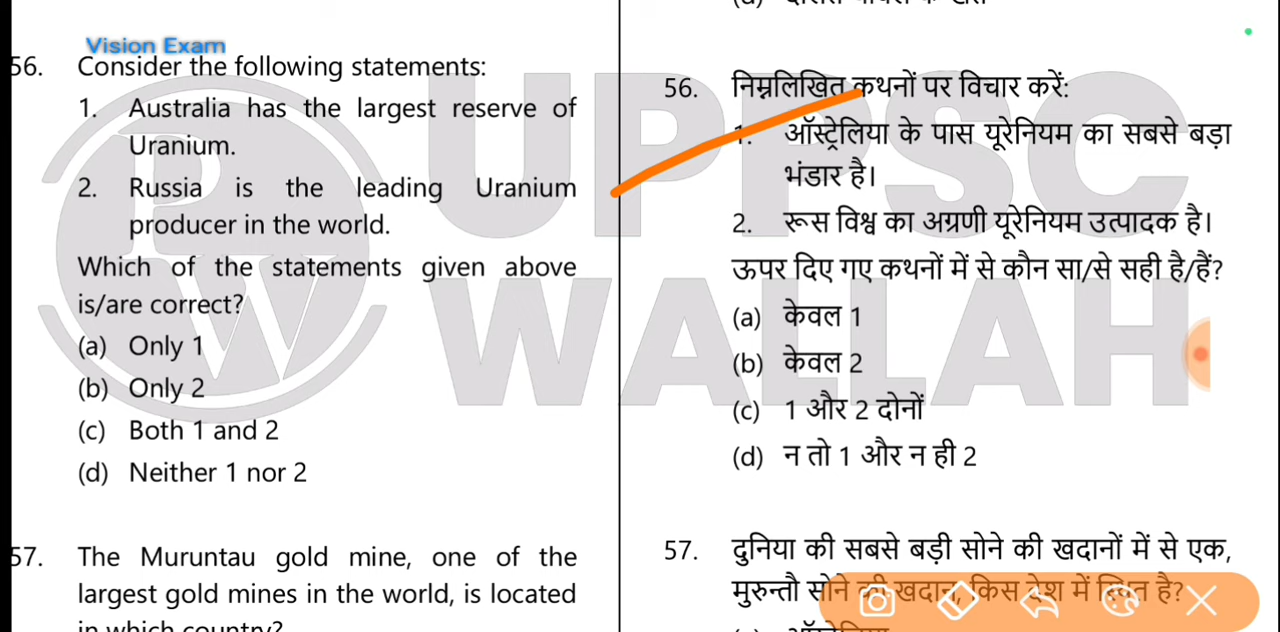 Vision Exam
56. Consider the following statements:
1. Australia has the largest reserve of
Uranium.
2. Russia is the leading Uranium
producer in the world.
Which of the statements given above
is/are correct?
(a) Only 1
(b) Only 2
(c) Both 1 and 2
(d) Neither 1 nor 2
57. The Muruntau gold mine, one of the
largest gold mines in the world, is located
in which country?
56. निम्नलिखित कथनों पर विचार करें:
1. ऑस्ट्रेलिया के पास यूरेनियम का सबसे बड़ा
भंडार है।
2. रूस विश्व का अग्रणी यूरेनियम उत्पादक है।
ऊपर दिए गए कथनों में से कौन सा/से सही है/हैं?
(a) केवल 1
(b) केवल 2
(c) 1 और 2 दोनों
(d) न तो 1 और न ही 2
57. दुनिया की सबसे बड़ी सोने की खदानों में से एक,
मुरुन्तौ सोने की खदान, किस देश में स्थित है?
UPPSC
WALLAH